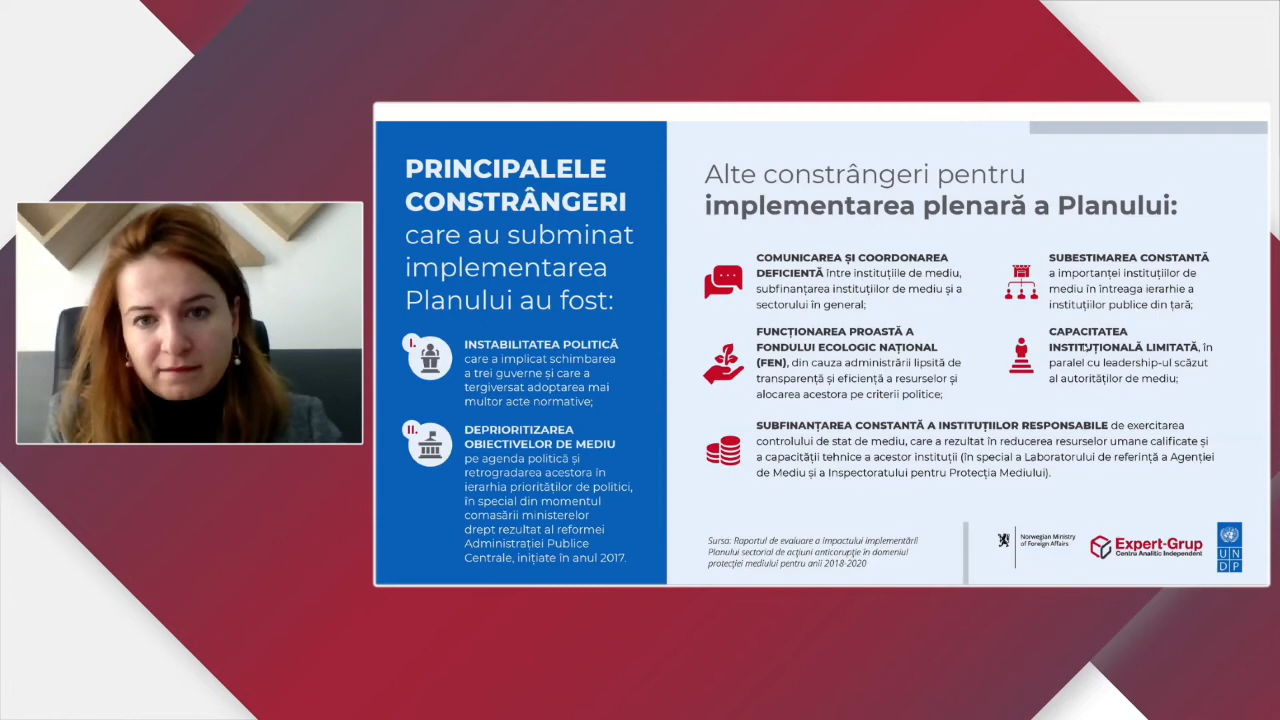 PRINCIPALELE
CONSTRÂNGERI
care au subminat
implementarea
Planului au fost:
I.
INSTABILITATEA POLITICĂ
care a implicat schimbarea
a trei guverne și care a
tergiversat adoptarea mai
multor acte normative;
II.
DEPRIORITIZAREA
OBIECTIVELOR DE MEDIU
pe agenda politică și
retrogradarea acestora în
ierarhia priorităților de politici,
în special din momentul
comasării ministerelor
drept rezultat al reformei
Administrației Publice
Centrale, inițiate în anul 2017.
Alte constrângeri pentru
implementarea plenară a Planului:
COMUNICAREA ȘI COORDONAREA
DEFICIENTĂ între instituțiile de mediu,
subfinanțarea instituțiilor de mediu și a
sectorului în general;
SUBESTIMAREA CONSTANTĂ
a importanței instituțiilor de
mediu în întreaga ierarhie a
instituțiilor publice din țară;
FUNCȚIONAREA PROASTĂ A
FONDULUI ECOLOGIC NAȚIONAL
(FEN), din cauza administrării lipsită de
transparență și eficiență a resurselor și
alocarea acestora pe criterii politice;
CAPACITATEA
INSTITUȚIONALĂ LIMITATĂ, în
paralel cu leadership-ul scăzut
al autorităților de mediu;
SUBFINANȚAREA CONSTANTĂ A INSTITUȚIILOR RESPONSABILE de exercitarea
controlului de stat de mediu, care a rezultat în reducerea resurselor umane calificate și
a capacității tehnice a acestor instituții (în special a Laboratorului de referință a Agenției
de Mediu și a Inspectoratului pentru Protecția Mediului).
Sursa: Raportul de evaluare a impactului implementării
Planului sectorial de acțiuni anticorupție în domeniul
protecției mediului pentru anii 2018-2020
Norwegian Ministry
of Foreign Affairs
Expert-Grup
Centru Analitic Independent
U N
D P